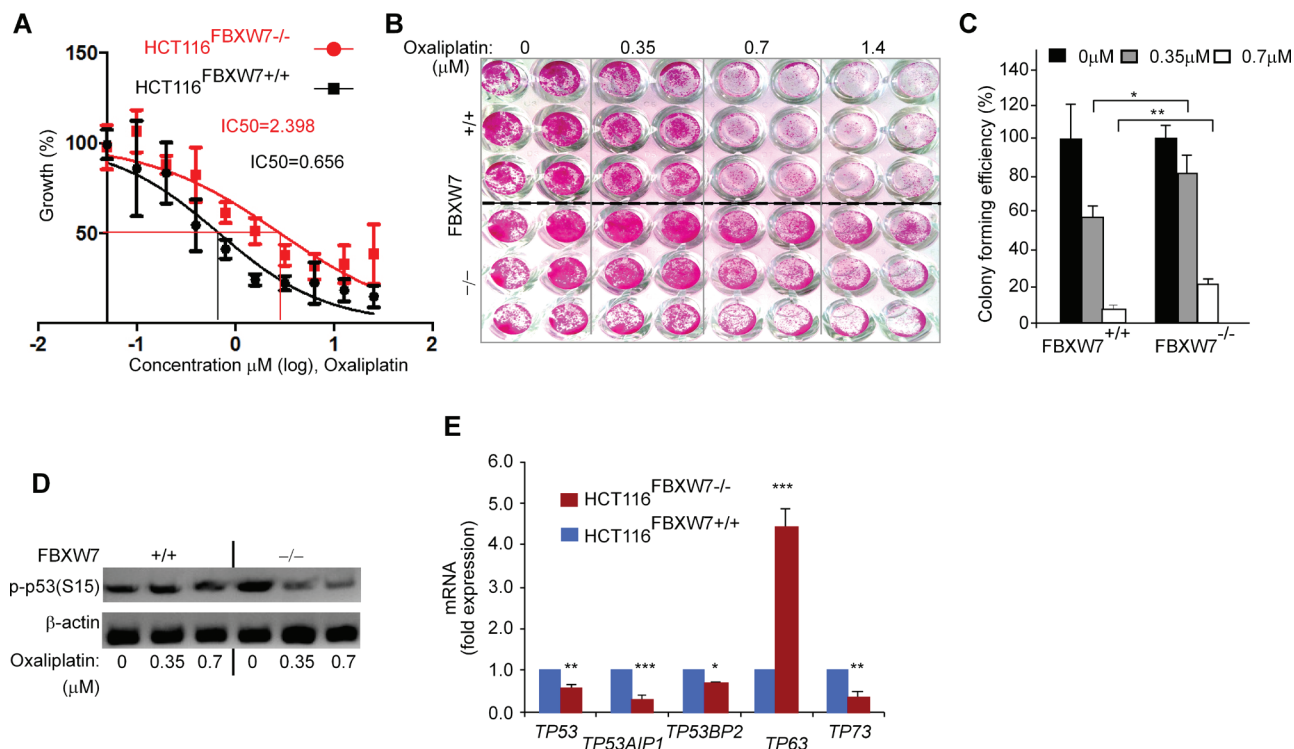 A
HCT116FBXW7-/-
HCT116FBXW7+/+
IC50=2.398
IC50=0.656
150
100
50
Growth (%)
-2 -1 0 1 2
Concentration μM (log), Oxaliplatin
B
Oxaliplatin: 0 0.35 0.7 1.4
(μM)
+/+
FBXW7
−/−
C
0μM 0.35μM 0.7μM
Colony forming efficiency (%)
140
120
100
80
60
40
20
0
*
**
FBXW7+/+ FBXW7-/-
D
FBXW7 +/+ −/−
p-p53(S15)
β-actin
Oxaliplatin: 0 0.35 0.7 0 0.35 0.7
(μM)
E
HCT116FBXW7-/-
HCT116FBXW7+/+
mRNA
(fold expression)
6.0
5.0
4.0
3.0
2.0
1.0
0.0
** *** * *** **
TP53 TP53AIP1 TP53BP2 TP63 TP73